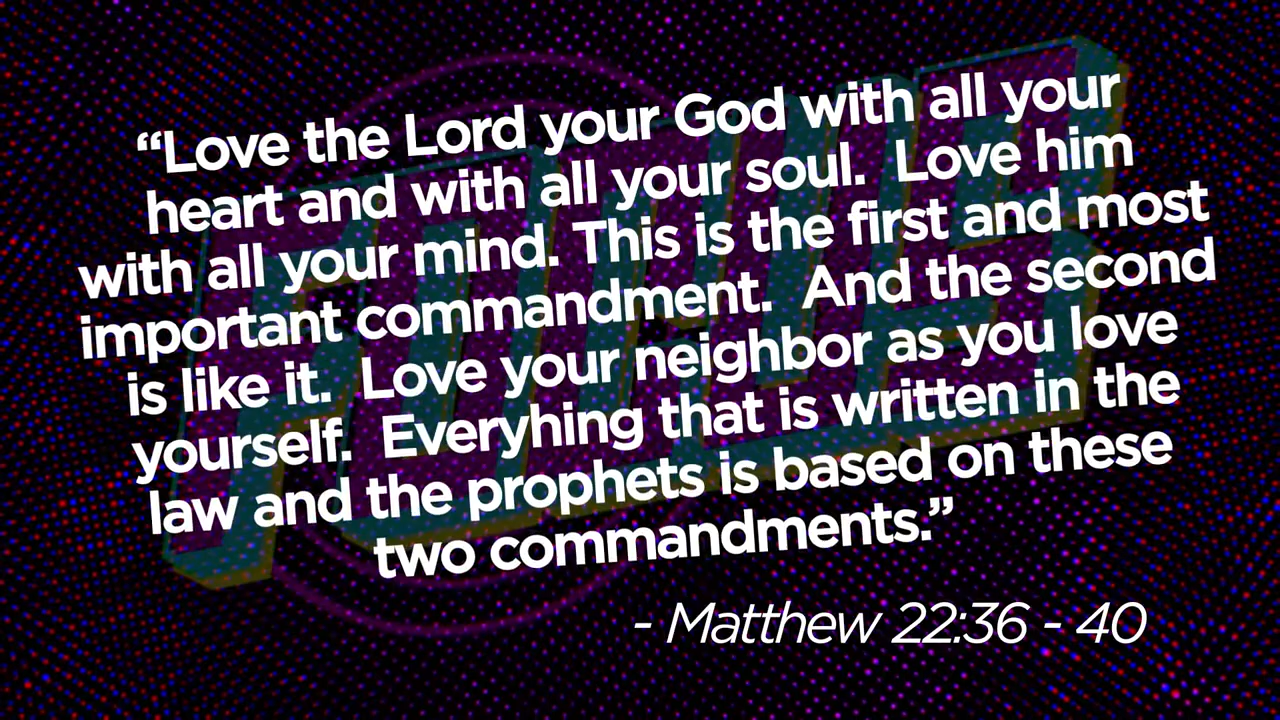 “Love the Lord your God with all your
heart and with all your soul.  Love him
with all your mind. This is the first and most
important commandment.  And the second
is like it.  Love your neighbor as you love
yourself.  Everyhing that is written in the
law and the prophets is based on these
two commandments.”
- Matthew 22:36 - 40